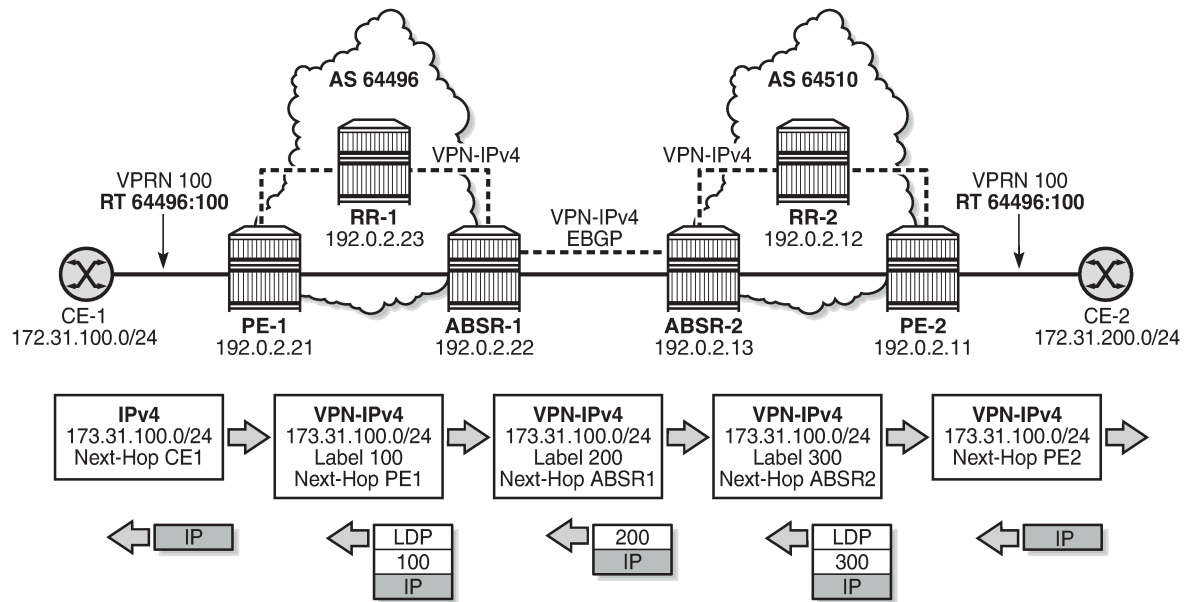 AS 64496
AS 64510
VPN-IPv4
VPN-IPv4
VPRN 100
RT 64496:100
VPRN 100
RT 64496:100
RR-1
192.0.2.23
VPN-IPv4
EBGP
RR-2
192.0.2.12
CE-1
172.31.100.0/24
PE-1
192.0.2.21
ABSR-1
192.0.2.22
ABSR-2
192.0.2.13
PE-2
192.0.2.11
CE-2
172.31.200.0/24
IPv4
173.31.100.0/24
Next-Hop CE1
VPN-IPv4
173.31.100.0/24
Label 100
Next-Hop PE1
VPN-IPv4
173.31.100.0/24
Label 200
Next-Hop ABSR1
VPN-IPv4
173.31.100.0/24
Label 300
Next-Hop ABSR2
VPN-IPv4
173.31.100.0/24
Next-Hop PE2
IP
LDP
100
IP
200
IP
LDP
300
IP
IP